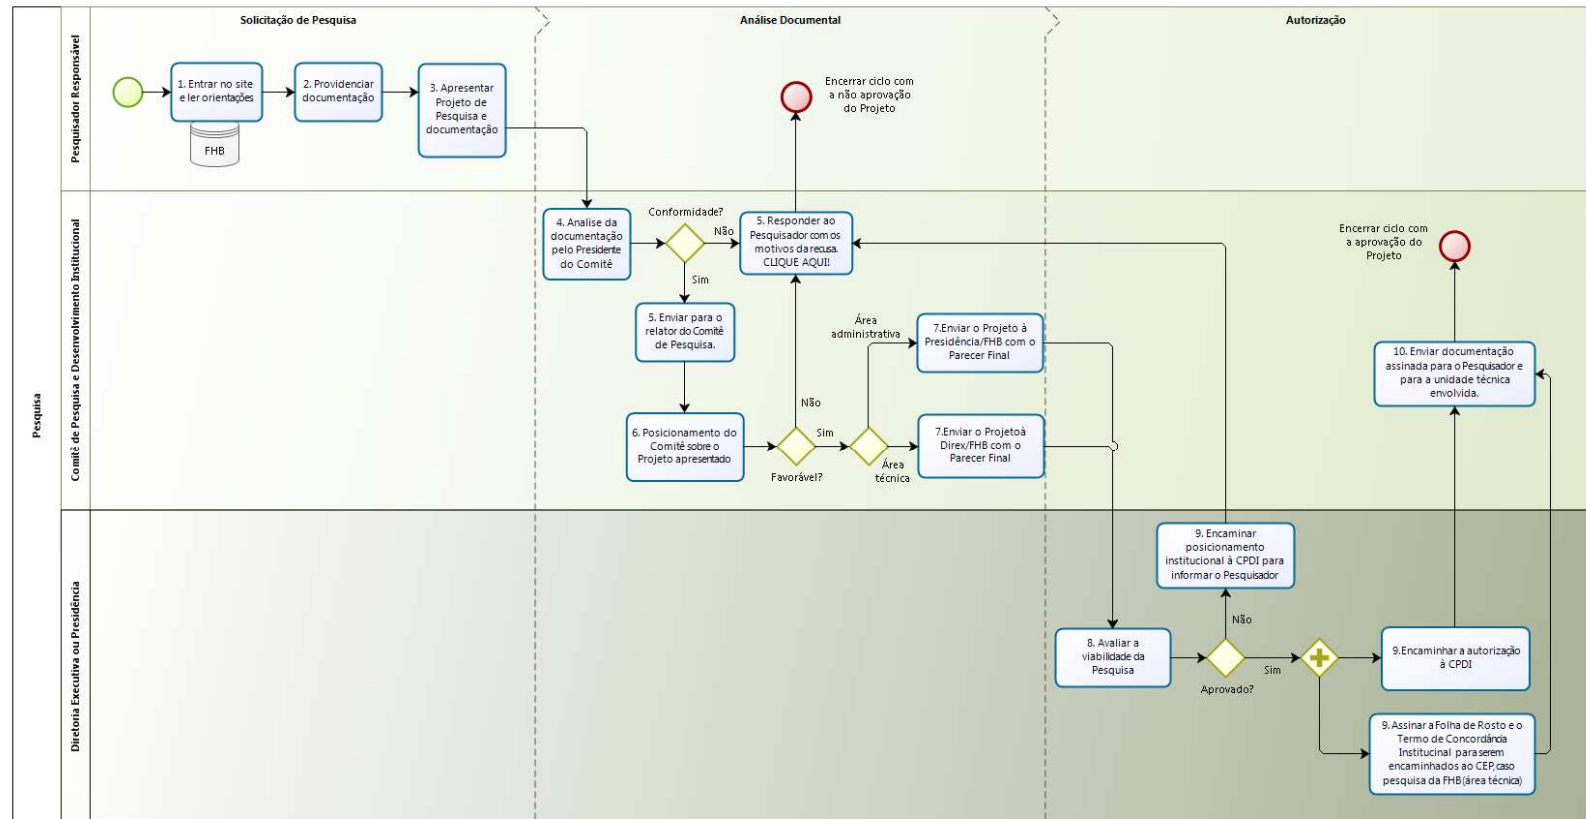 Solicitação de Pesquisa
Análise Documental
Autorização
Pesquisa
Pesquisador Responsável
1. Entrar no site
e ler orientações
FHB
2. Providenciar
documentação
3. Apresentar
Projeto de
Pesquisa e
documentação
Encerrar ciclo com
a não aprovação
do Projeto
Comitê de Pesquisa e Desenvolvimento Institucional
4. Analise da
documentação
pelo Presidente
do Comitê
Conformidade?
Não
Sim
5. Responder ao
Pesquisador com os
motivos da recusa.
CLIQUE AQUI!
5. Enviar para o
relator do Comitê
de Pesquisa.
6. Posicionamento do
Comitê sobre o
Projeto apresentado
Favorável?
Não
Sim
Área
administrativa
Área
técnica
7.Enviar o Projeto à
Presidência/FHB com o
Parecer Final
7.Enviar o Projetoà
Direx/FHB com o
Parecer Final
Encerrar ciclo com
a aprovação do
Projeto
10. Enviar documentação
assinada para o Pesquisador e
para a unidade técnica
envolvida.
Diretoria Executiva ou Presidência
9. Encaminar
posicionamento
institucional à CPDI para
informar o Pesquisador
8. Avaliar a
viabilidade da
Pesquisa
Aprovado?
Não
Sim
9.Encaminhar a autorização
à CPDI
9. Assinar a Folha de Rosto e o
Termo de Concordância
Institucinal para serem
encaminhados ao CEP, caso
pesquisa da FHB (área técnica)